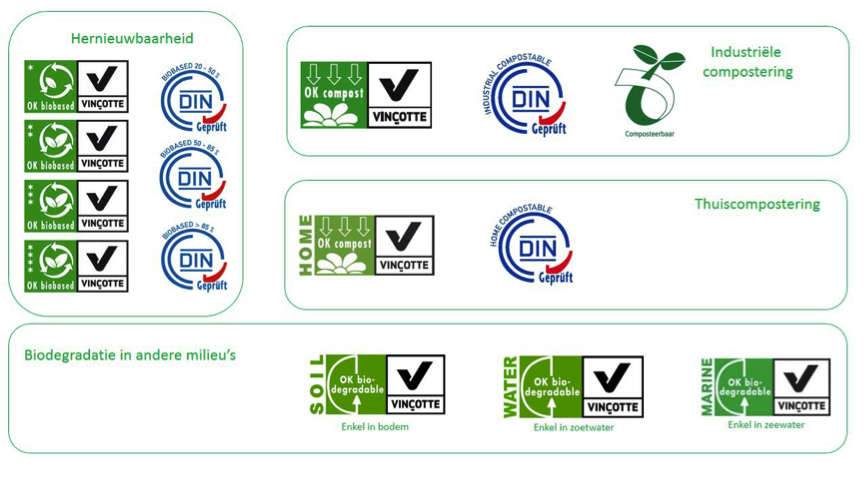 Hernieuwbaarheid
OK biobased
VINÇOTTE
OK biobased
VINÇOTTE
OK biobased
VINÇOTTE
OK biobased
VINÇOTTE
BIOBASED 20 - 50 %
DIN
Geprüft
BIOBASED 50 - 85 %
DIN
Geprüft
BIOBASED > 85 %
DIN
Geprüft
Industriële
compostering
OK compost
VINÇOTTE
INDUSTRIAL COMPOSTABLE
DIN
Geprüft
Composteerbaar
Thuiscompostering
HOME
OK compost
VINÇOTTE
HOME COMPOSTABLE
DIN
Geprüft
Biodegradatie in andere milieu’s
SOIL
OK bio-
degradable
VINÇOTTE
Enkel in bodem
WATER
OK bio-
degradable
VINÇOTTE
Enkel in zoetwater
MARINE
OK bio-
degradable
VINÇOTTE
Enkel in zeewater